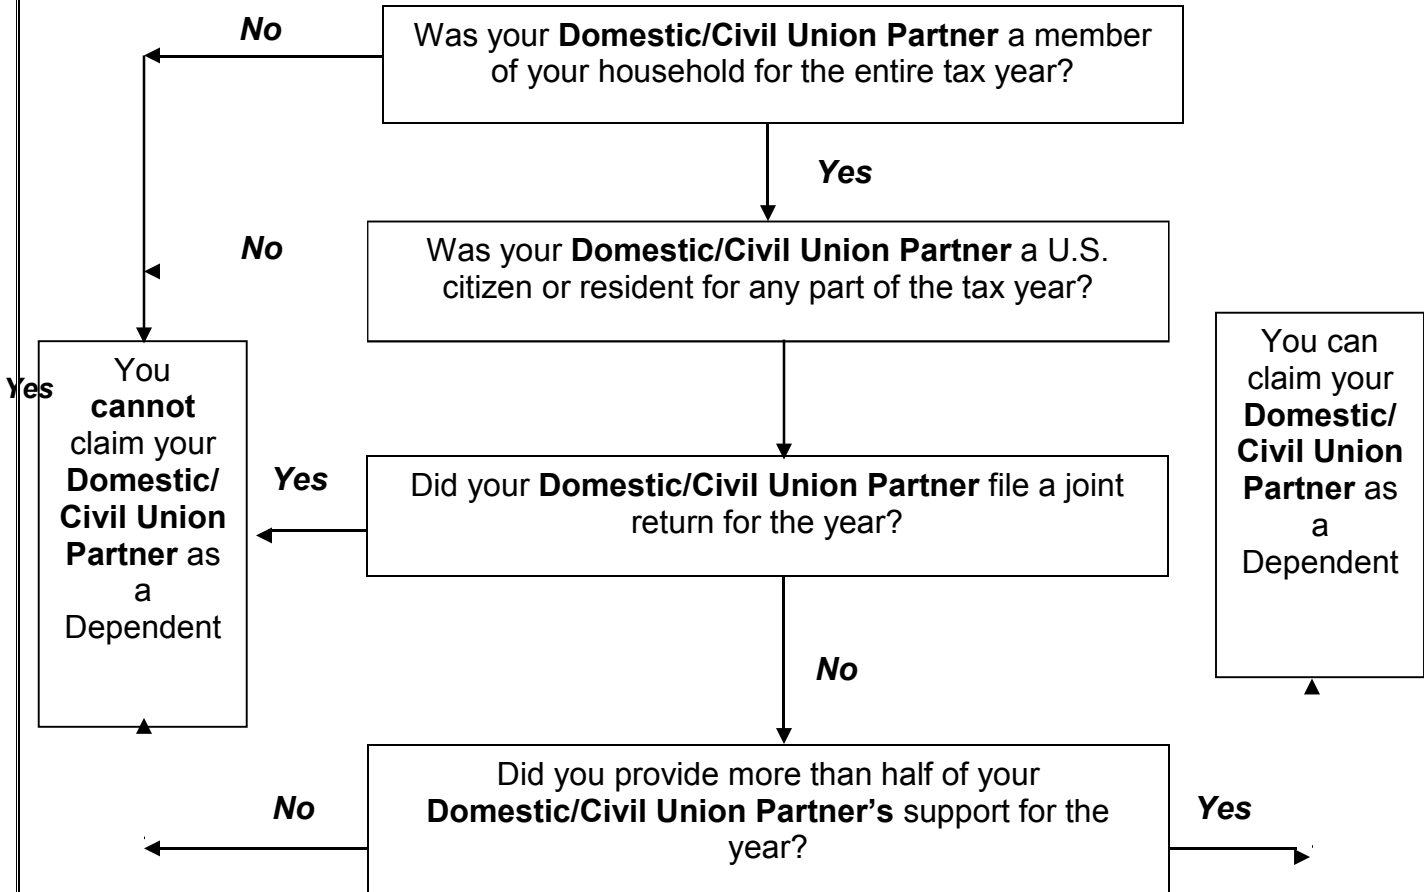 No
Was your Domestic/Civil Union Partner a member
of your household for the entire tax year?
Yes
No
Was your Domestic/Civil Union Partner a U.S.
citizen or resident for any part of the tax year?
Yes
You
cannot
claim your
Domestic/
Civil Union
Partner as
a
Dependent
You can
claim your
Domestic/
Civil Union
Partner as
a
Dependent
Yes
Did your Domestic/Civil Union Partner file a joint
return for the year?
No
No
Did you provide more than half of your
Domestic/Civil Union Partner’s support for the
year?
Yes